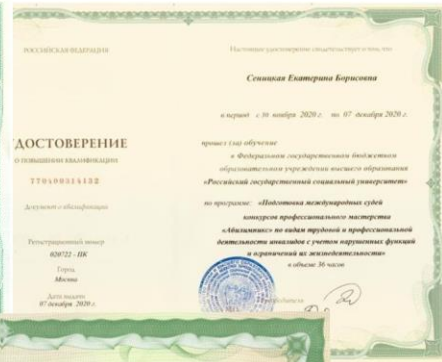 РОССИЙСКАЯ ФЕДЕРАЦИЯ
ДОСТОВЕРЕНИЕ
О ПОВЫШЕНИИ КВАЛИФИКАЦИИ
770400314132
Документ о квалификации
Регистрационный номер
020722 - ПК
Город
Москва
Дата выдачи
07 декабря 2020 г.
Настоящее удостоверение свидетельствует о том, что
Сеницкая Екатерина Борисовна
в период с 30 ноября 2020 г. по 07 декабря 2020 г.
прошел (ла) обучение
в Федеральном государственном бюджетном
образовательном учреждении высшего образования
«Российский государственный социальный университет»
по программе: «Подготовка международных судей
конкурсов профессионального мастерства
«Абилимпикс» по видам трудовой и профессиональной
деятельности инвалидов с учетом нарушенных функций
и ограничений их жизнедеятельности»
в объеме 36 часов